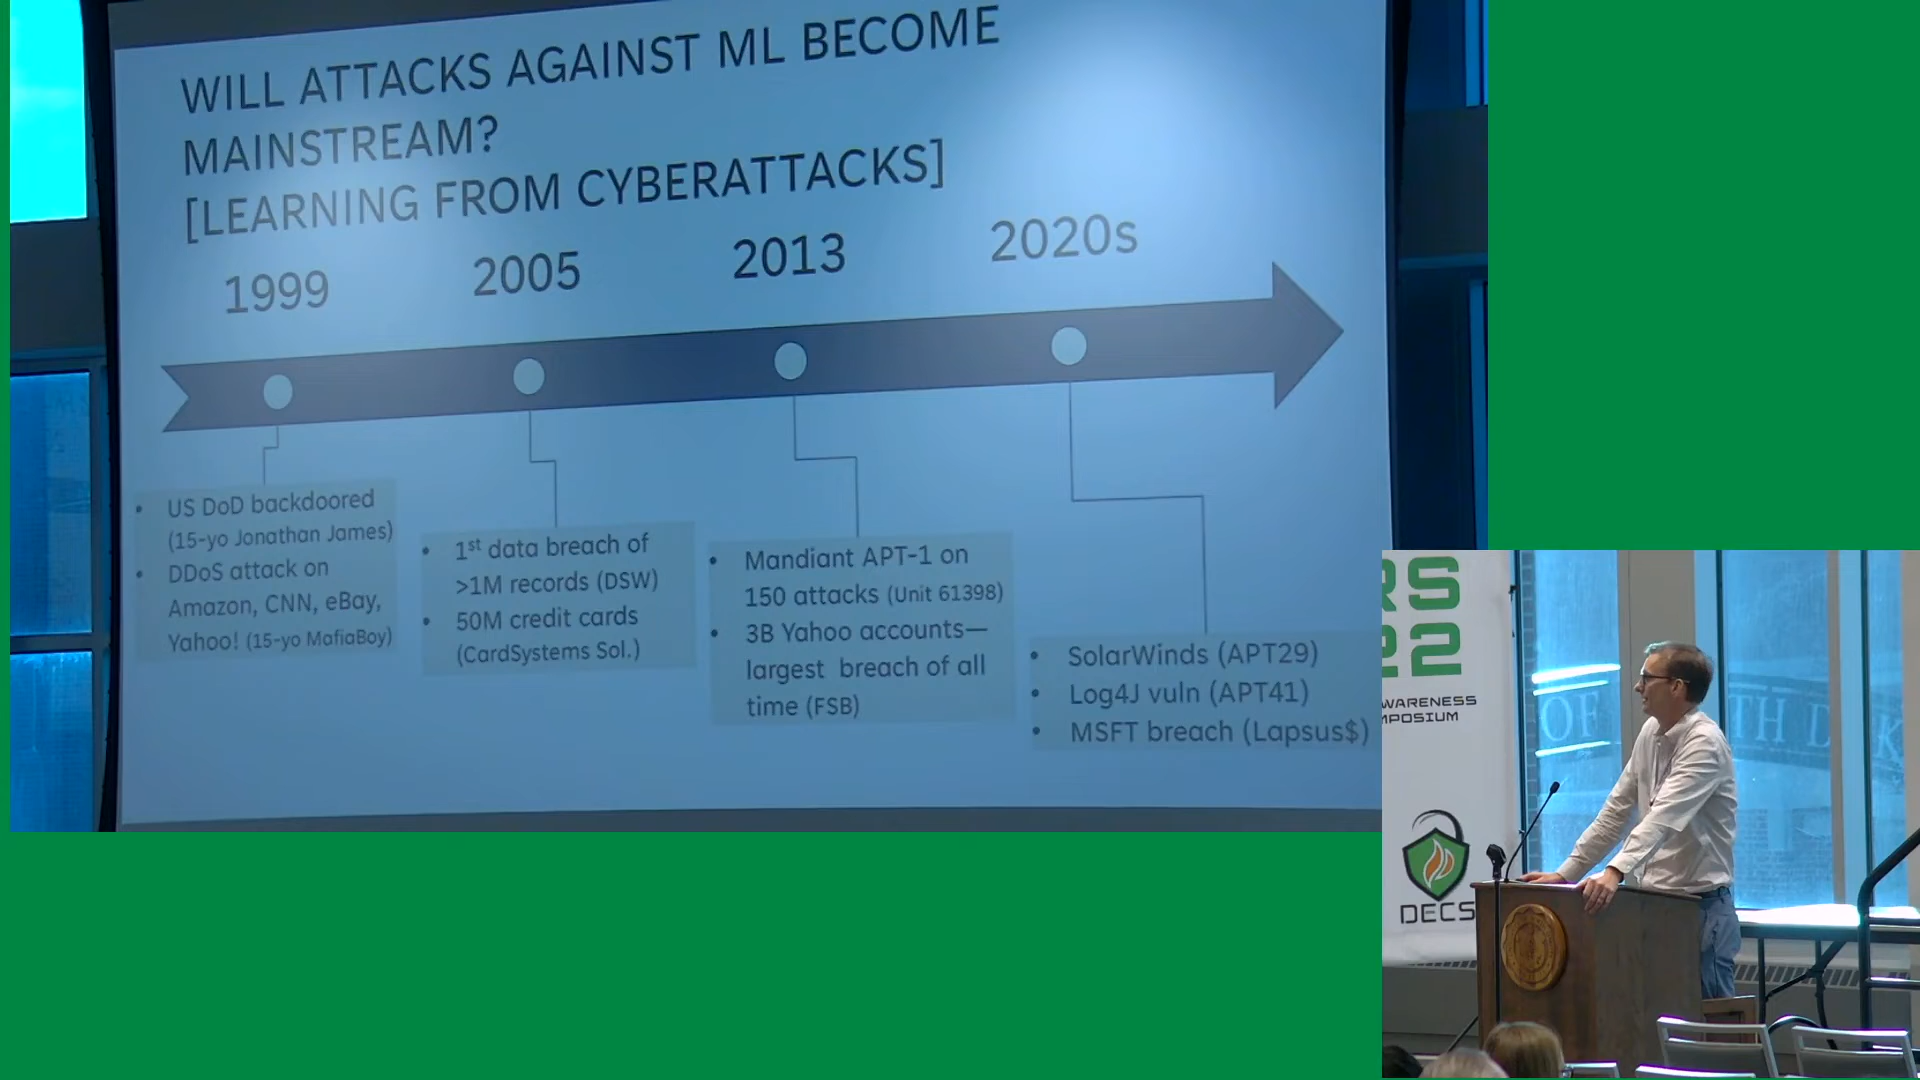 WILL ATTACKS AGAINST ML BECOME
MAINSTREAM?
[LEARNING FROM CYBERATTACKS]
1999
2005
2013
2020s
• US DoD backdoored
(15-yo Jonathan James)
• DDoS attack on
Amazon, CNN, eBay,
Yahoo! (15-yo MafiaBoy)
• 1st data breach of
>1M records (DSW)
• 50M credit cards
(CardSystems Sol.)
• Mandiant APT-1 on
150 attacks (Unit 61398)
• 3B Yahoo accounts—
largest breach of all
time (FSB)
• SolarWinds (APT29)
• Log4J vuln (APT41)
• MSFT breach (Lapsus$)
RS
22
WARENESS
MPOSIUM
DECS
OF
TH D K